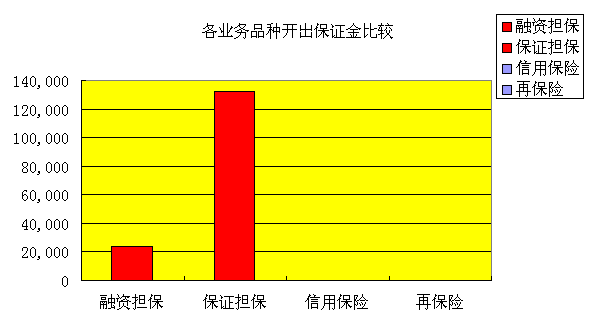 各业务品种开出保证金比较
融资担保
保证担保
信用保险
再保险
140,000
120,000
100,000
80,000
60,000
40,000
20,000
0
融资担保 保证担保 信用保险 再保险